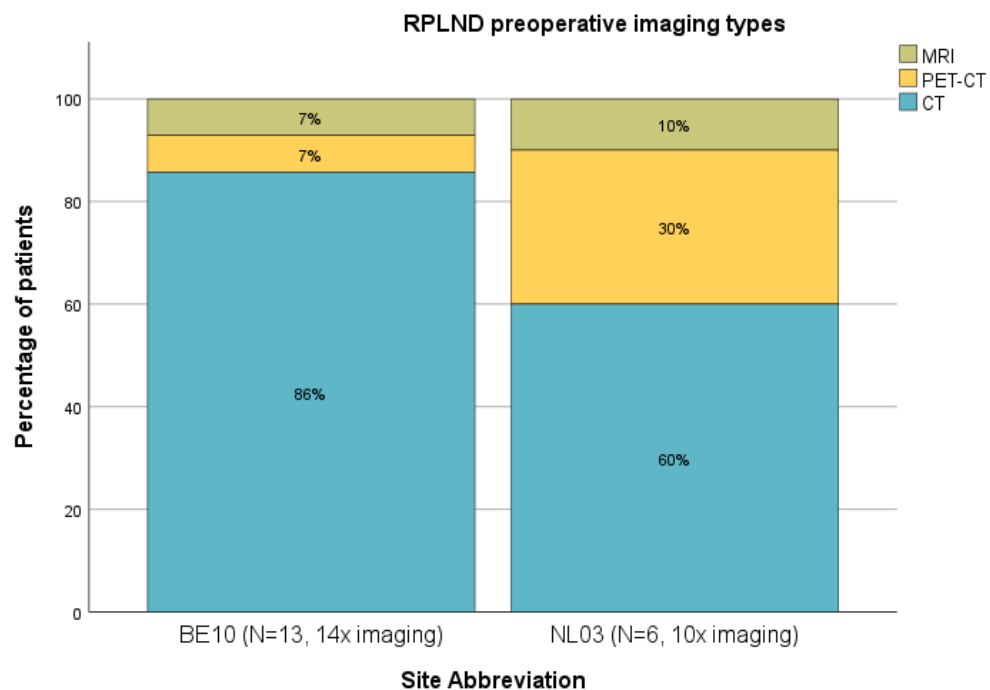 RPLND preoperative imaging types
MRI
PET-CT
CT
Percentage of patients
100
80
60
40
20
0
7%
7%
86%
10%
30%
60%
BE10 (N=13, 14x imaging)
NL03 (N=6, 10x imaging)
Site Abbreviation